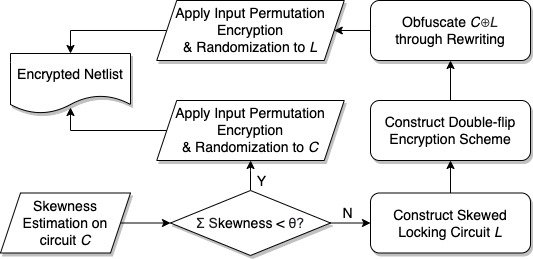 Apply Input Permutation
Encryption
& Randomization to L
Obfuscate C⊕L
through Rewriting
Encrypted Netlist
Apply Input Permutation
Encryption
& Randomization to C
Construct Double-flip
Encryption Scheme
Y
Skewness
Estimation on
circuit C
Σ Skewness < θ?
N
Construct Skewed
Locking Circuit L